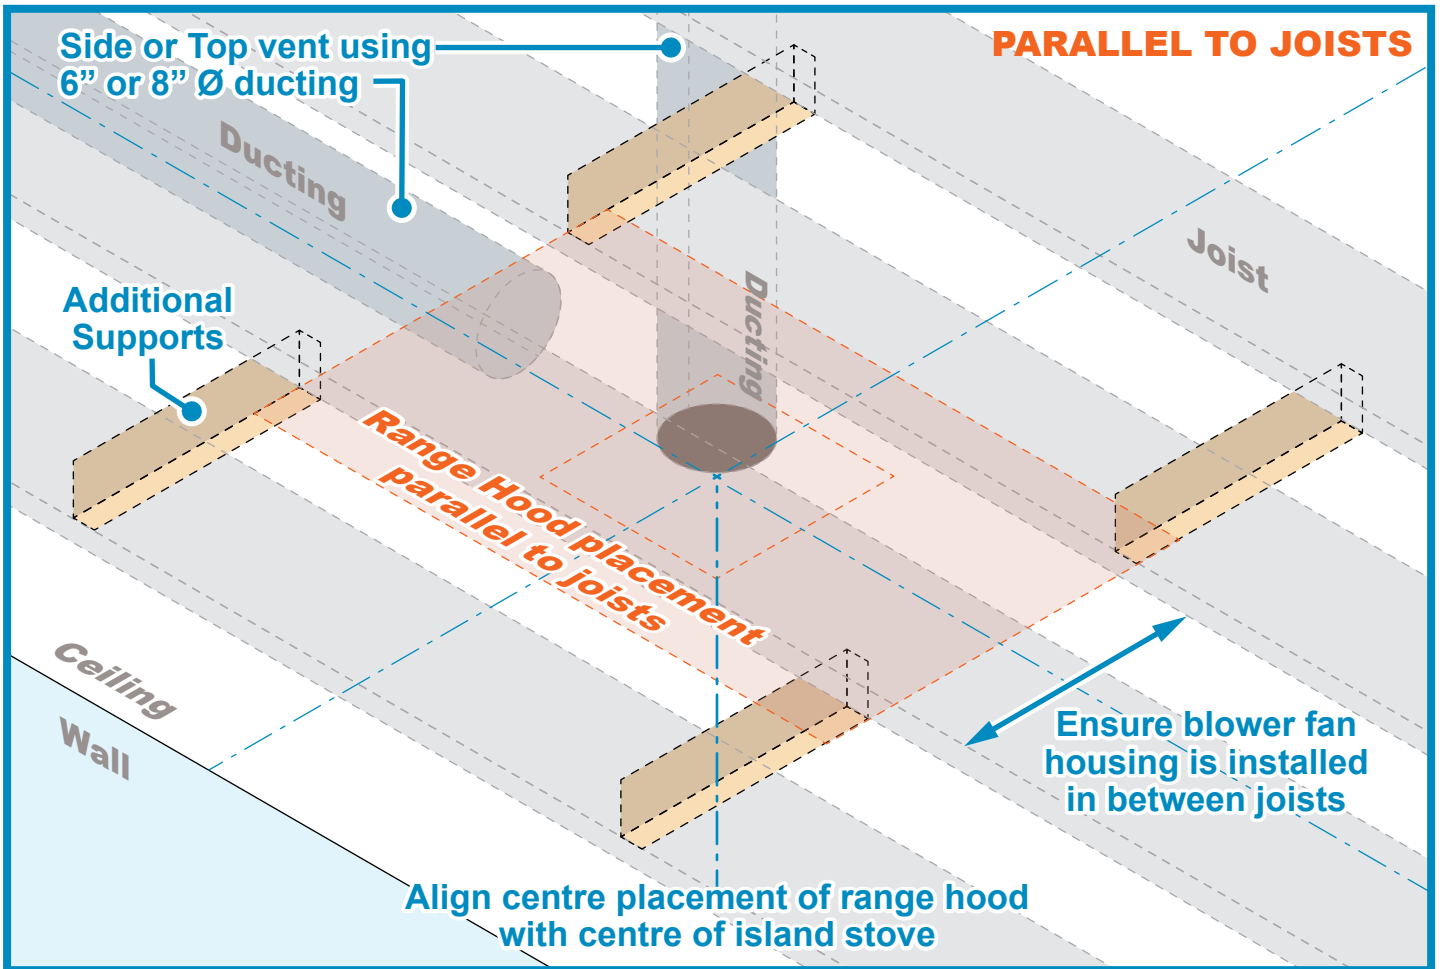 PARALLEL TO JOISTS
Side or Top vent using
6” or 8” Ø ducting
Ducting
Joist
Additional
Supports
Ducting
Range Hood placement
parallel to joists
Ceiling
Wall
Ensure blower fan
housing is installed
in between joists
Align centre placement of range hood
with centre of island stove